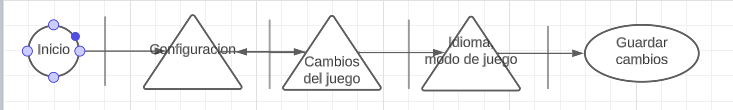 Inicio
Configuracion
Cambios
del juego
Idioma,
modo de juego
Guardar
cambios